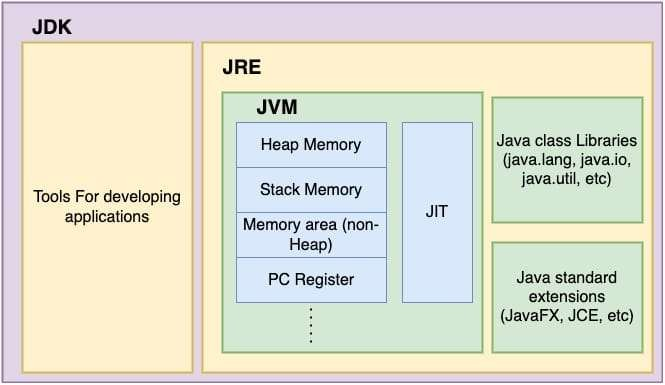 JDK
Tools For developing
applications
JRE
JVM
Heap Memory
Stack Memory
Memory area (non-
Heap)
PC Register
JIT
Java class Libraries
(java.lang, java.io,
java.util, etc)
Java standard
extensions
(JavaFX, JCE, etc)